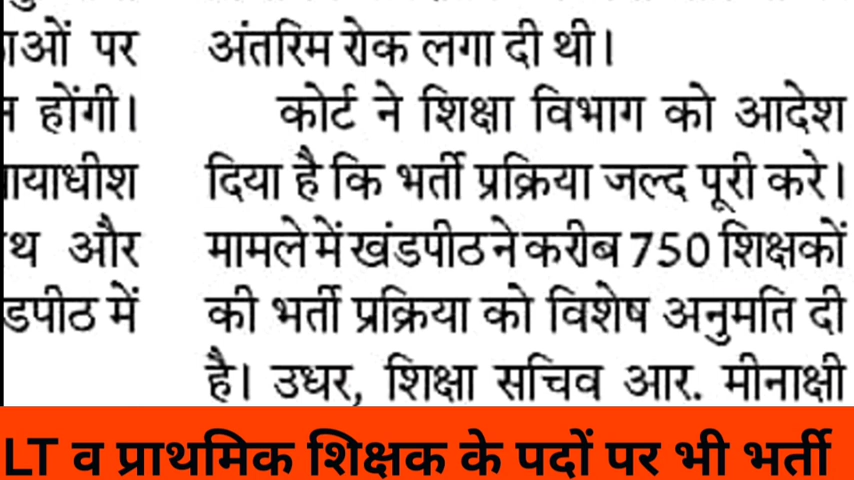 पर
होंगी।
और
में
अंतरिम रोक लगा दी थी।
कोर्ट ने शिक्षा विभाग को आदेश
दिया है कि भर्ती प्रक्रिया जल्द पूरी करे।
मामले में खंडपीठ ने करीब 750 शिक्षकों
की भर्ती प्रक्रिया को विशेष अनुमति दी
है। उधर, शिक्षा सचिव आर. मीनाक्षी
LT व प्राथमिक शिक्षक के पदों पर भी भर्ती